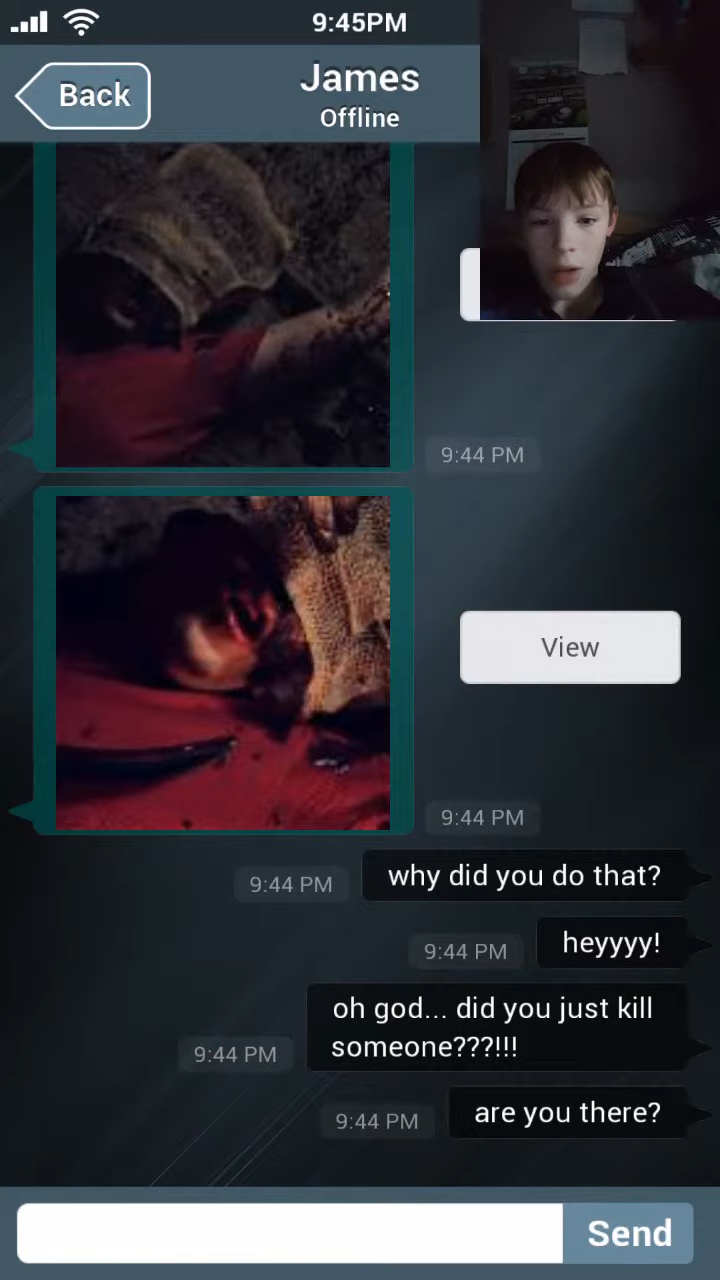 9:45PM
Back
James
Offline
9:44 PM
View
9:44 PM
9:44 PM
why did you do that?
9:44 PM
heyyyy!
oh god... did you just kill
someone???!!!
9:44 PM
are you there?
9:44 PM
Send